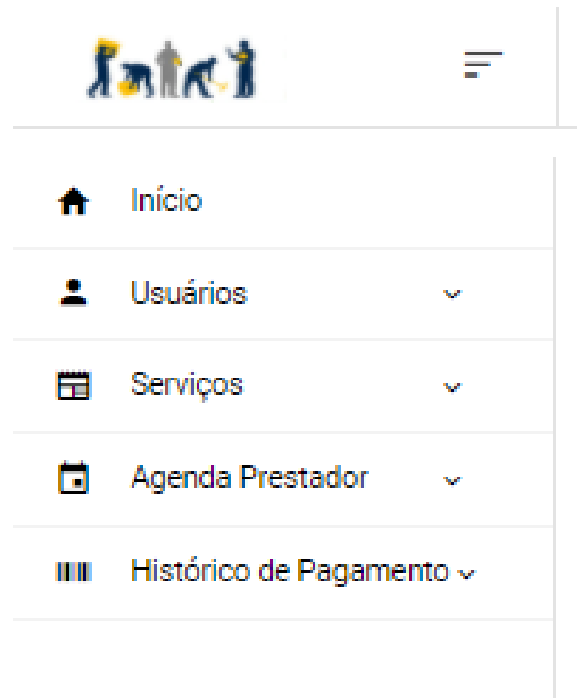 Início
Usuários
Serviços
Agenda Prestador
Histórico de Pagamento